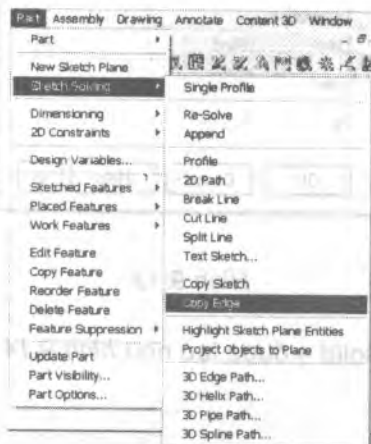 Part Assembly Drawing Annotate Content 3D Window
Part
New Sketch Plane
Sketch Solving
Dimensioning
2D Constraints
Design Variables...
Sketched Features
Placed Features
Work Features
Edit Feature
Copy Feature
Reorder Feature
Delete Feature
Feature Suppression
Update Part
Part Visibility...
Part Options...
Single Profile
Re-Solve
Append
Profile
2D Path
Break Line
Cut Line
Split Line
Text Sketch...
Copy Sketch
Copy Edge
Highlight Sketch Plane Entities
Project Objects to Plane
3D Edge Path...
3D Helix Path...
3D Pipe Path...
3D Spline Path...